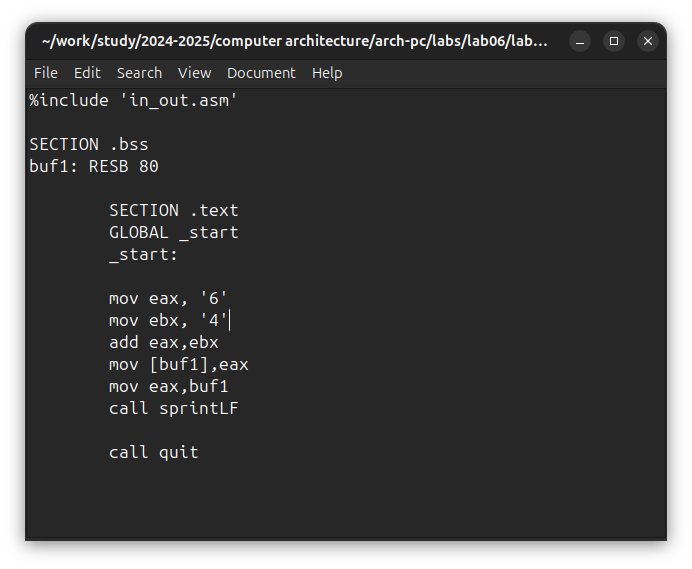 ~/work/study/2024-2025/computer architecture/arch-pc/labs/lab06/lab...
File Edit Search View Document Help
%include 'in_out.asm'
SECTION .bss
buf1: RESB 80
SECTION .text
GLOBAL _start
_start:
mov eax, '6'
mov ebx, '4'
add eax,ebx
mov [buf1],eax
mov eax,buf1
call sprintLF
call quit